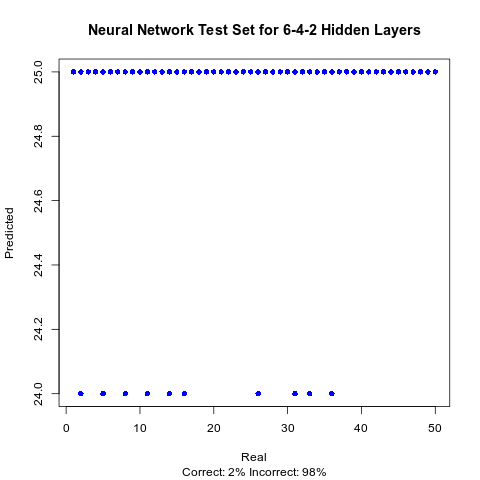 Neural Network Test Set for 6-4-2 Hidden Layers
Predicted
25.0
24.8
24.6
24.4
24.2
24.0
0 10 20 30 40 50
Real
Correct: 2% Incorrect: 98%